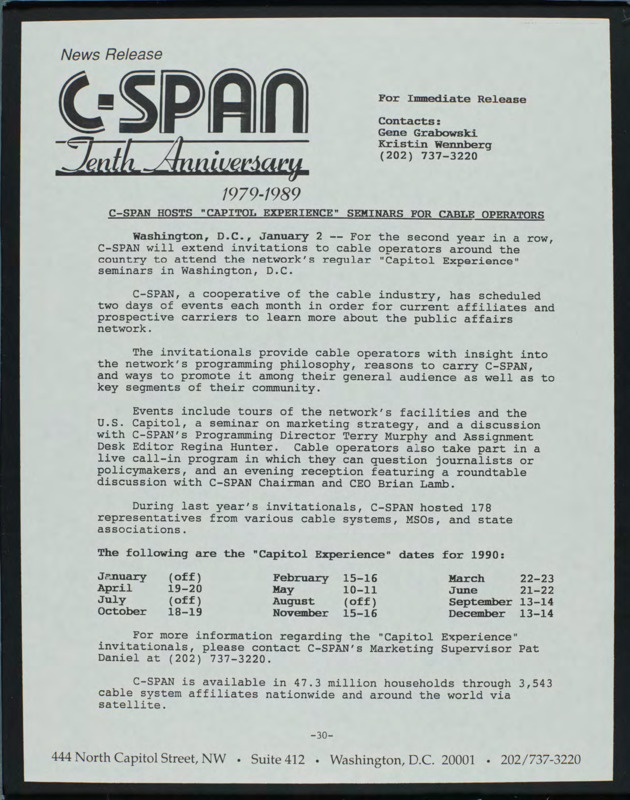 News Release
C-SPAN
Tenth Anniversary
1979-1989
For Immediate Release
Contacts:
Gene Grabowski
Kristin Wennberg
(202) 737-3220
C-SPAN HOSTS "CAPITOL EXPERIENCE" SEMINARS FOR CABLE OPERATORS
Washington, D.C., January 2 -- For the second year in a row,
C-SPAN will extend invitations to cable operators around the
country to attend the network's regular "Capitol Experience"
seminars in Washington, D.C.
C-SPAN, a cooperative of the cable industry, has scheduled
two days of events each month in order for current affiliates and
prospective carriers to learn more about the public affairs
network.
The invitationals provide cable operators with insight into
the network's programming philosophy, reasons to carry C-SPAN,
and ways to promote it among their general audience as well as to
key segments of their community.
Events include tours of the network's facilities and the
U.S. Capitol, a seminar on marketing strategy, and a discussion
with C-SPAN's Programming Director Terry Murphy and Assignment
Desk Editor Regina Hunter. Cable operators also take part in a
live call-in program in which they can question journalists or
policymakers, and an evening reception featuring a roundtable
discussion with C-SPAN Chairman and CEO Brian Lamb.
During last year's invitationals, C-SPAN hosted 178
representatives from various cable systems, MSOs, and state
associations.
The following are the "Capitol Experience" dates for 1990:
January (off) February 15-16 March 22-23
April 19-20 May 10-11 June 21-22
July (off) August (off) September 13-14
October 18-19 November 15-16 December 13-14
For more information regarding the "Capitol Experience"
invitationals, please contact C-SPAN's Marketing Supervisor Pat
Daniel at (202) 737-3220.
C-SPAN is available in 47.3 million households through 3,543
cable system affiliates nationwide and around the world via
satellite.
-30-
444 North Capitol Street, NW • Suite 412 • Washington, D.C. 20001 • 202/737-3220